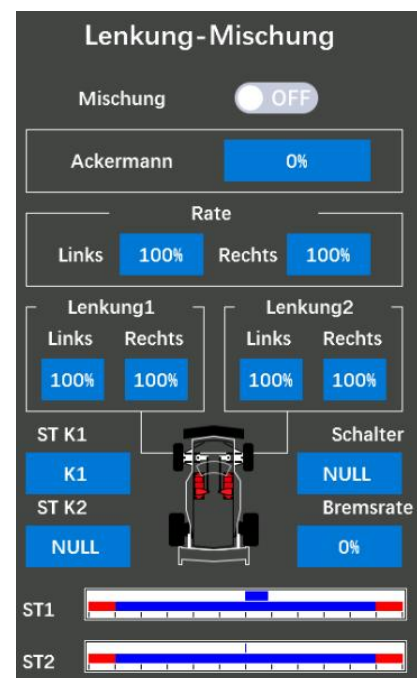 Lenkung-Mischung
Mischung OFF
Ackermann 0%
Rate
Links 100% Rechts 100%
Lenkung1 Lenkung2
Links Rechts Links Rechts
100% 100% 100% 100%
ST K1 Schalter
K1 NULL
ST K2 Bremsrate
NULL 0%
ST1
ST2